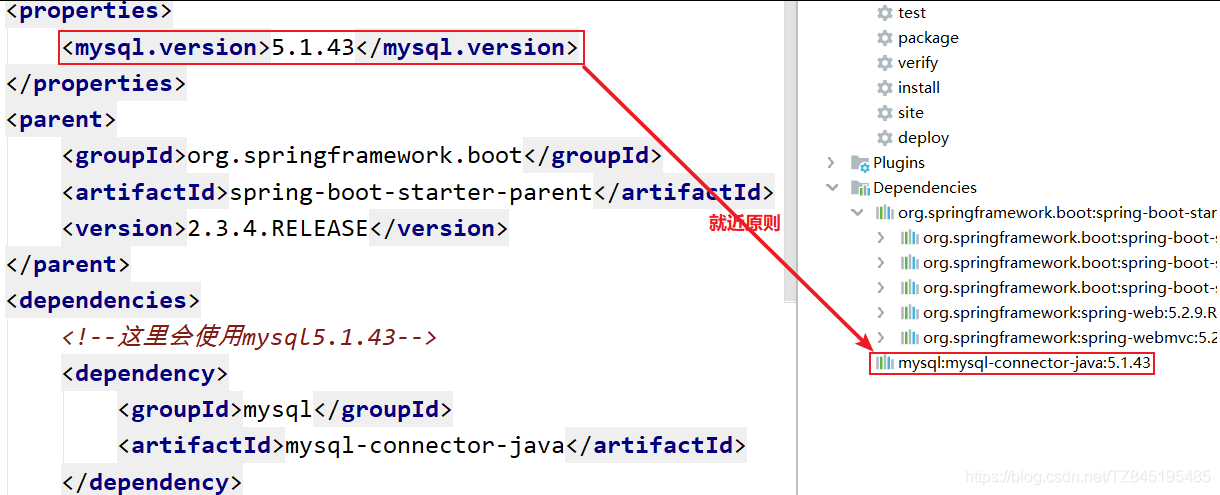 <properties>
<mysql.version>5.1.43</mysql.version>
</properties>
<parent>
<groupId>org.springframework.boot</groupId>
<artifactId>spring-boot-starter-parent</artifactId>
<version>2.3.4.RELEASE</version>
</parent>
<dependencies>
<!--这里会使用mysql5.1.43-->
<dependency>
<groupId>mysql</groupId>
<artifactId>mysql-connector-java</artifactId>
</dependency>
就近原则
test
package
verify
install
site
deploy
Plugins
Dependencies
org.springframework.boot:spring-boot-star
org.springframework.boot:spring-boot-s
org.springframework.boot:spring-boot-s
org.springframework.boot:spring-boot-s
org.springframework:spring-web:5.2.9.R
org.springframework:spring-webmvc:5.2
mysql:mysql-connector-java:5.1.43
https://blog.csdn.net/TZ845195485